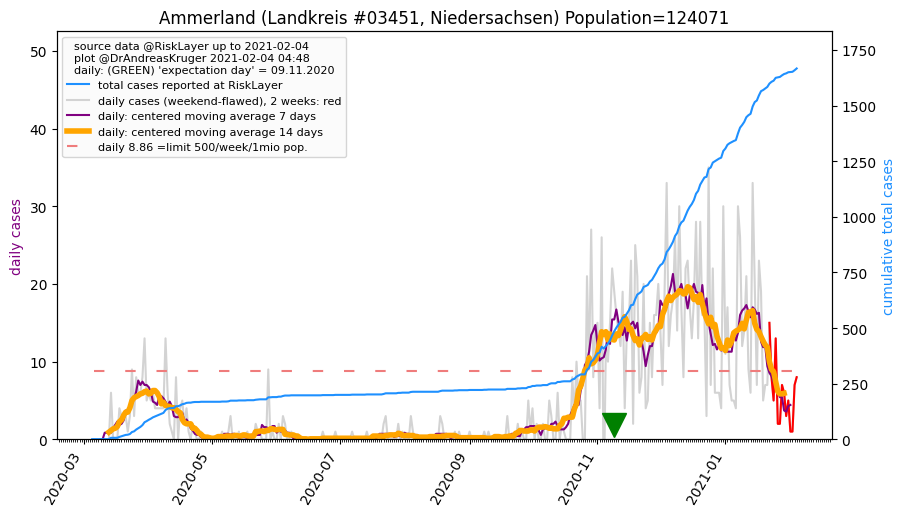 Ammerland (Landkreis #03451, Niedersachsen) Population=124071
source data @RiskLayer up to 2021-02-04
plot @DrAndreasKruger 2021-02-04 04:48
daily: (GREEN) 'expectation day' = 09.11.2020
total cases reported at RiskLayer
daily cases (weekend-flawed), 2 weeks: red
daily: centered moving average 7 days
daily: centered moving average 14 days
daily 8.86 =limit 500/week/1mio pop.
daily cases
50
40
30
20
10
0
cumulative total cases
1750
1500
1250
1000
750
500
250
0
2020-03
2020-05
2020-07
2020-09
2020-11
2021-01